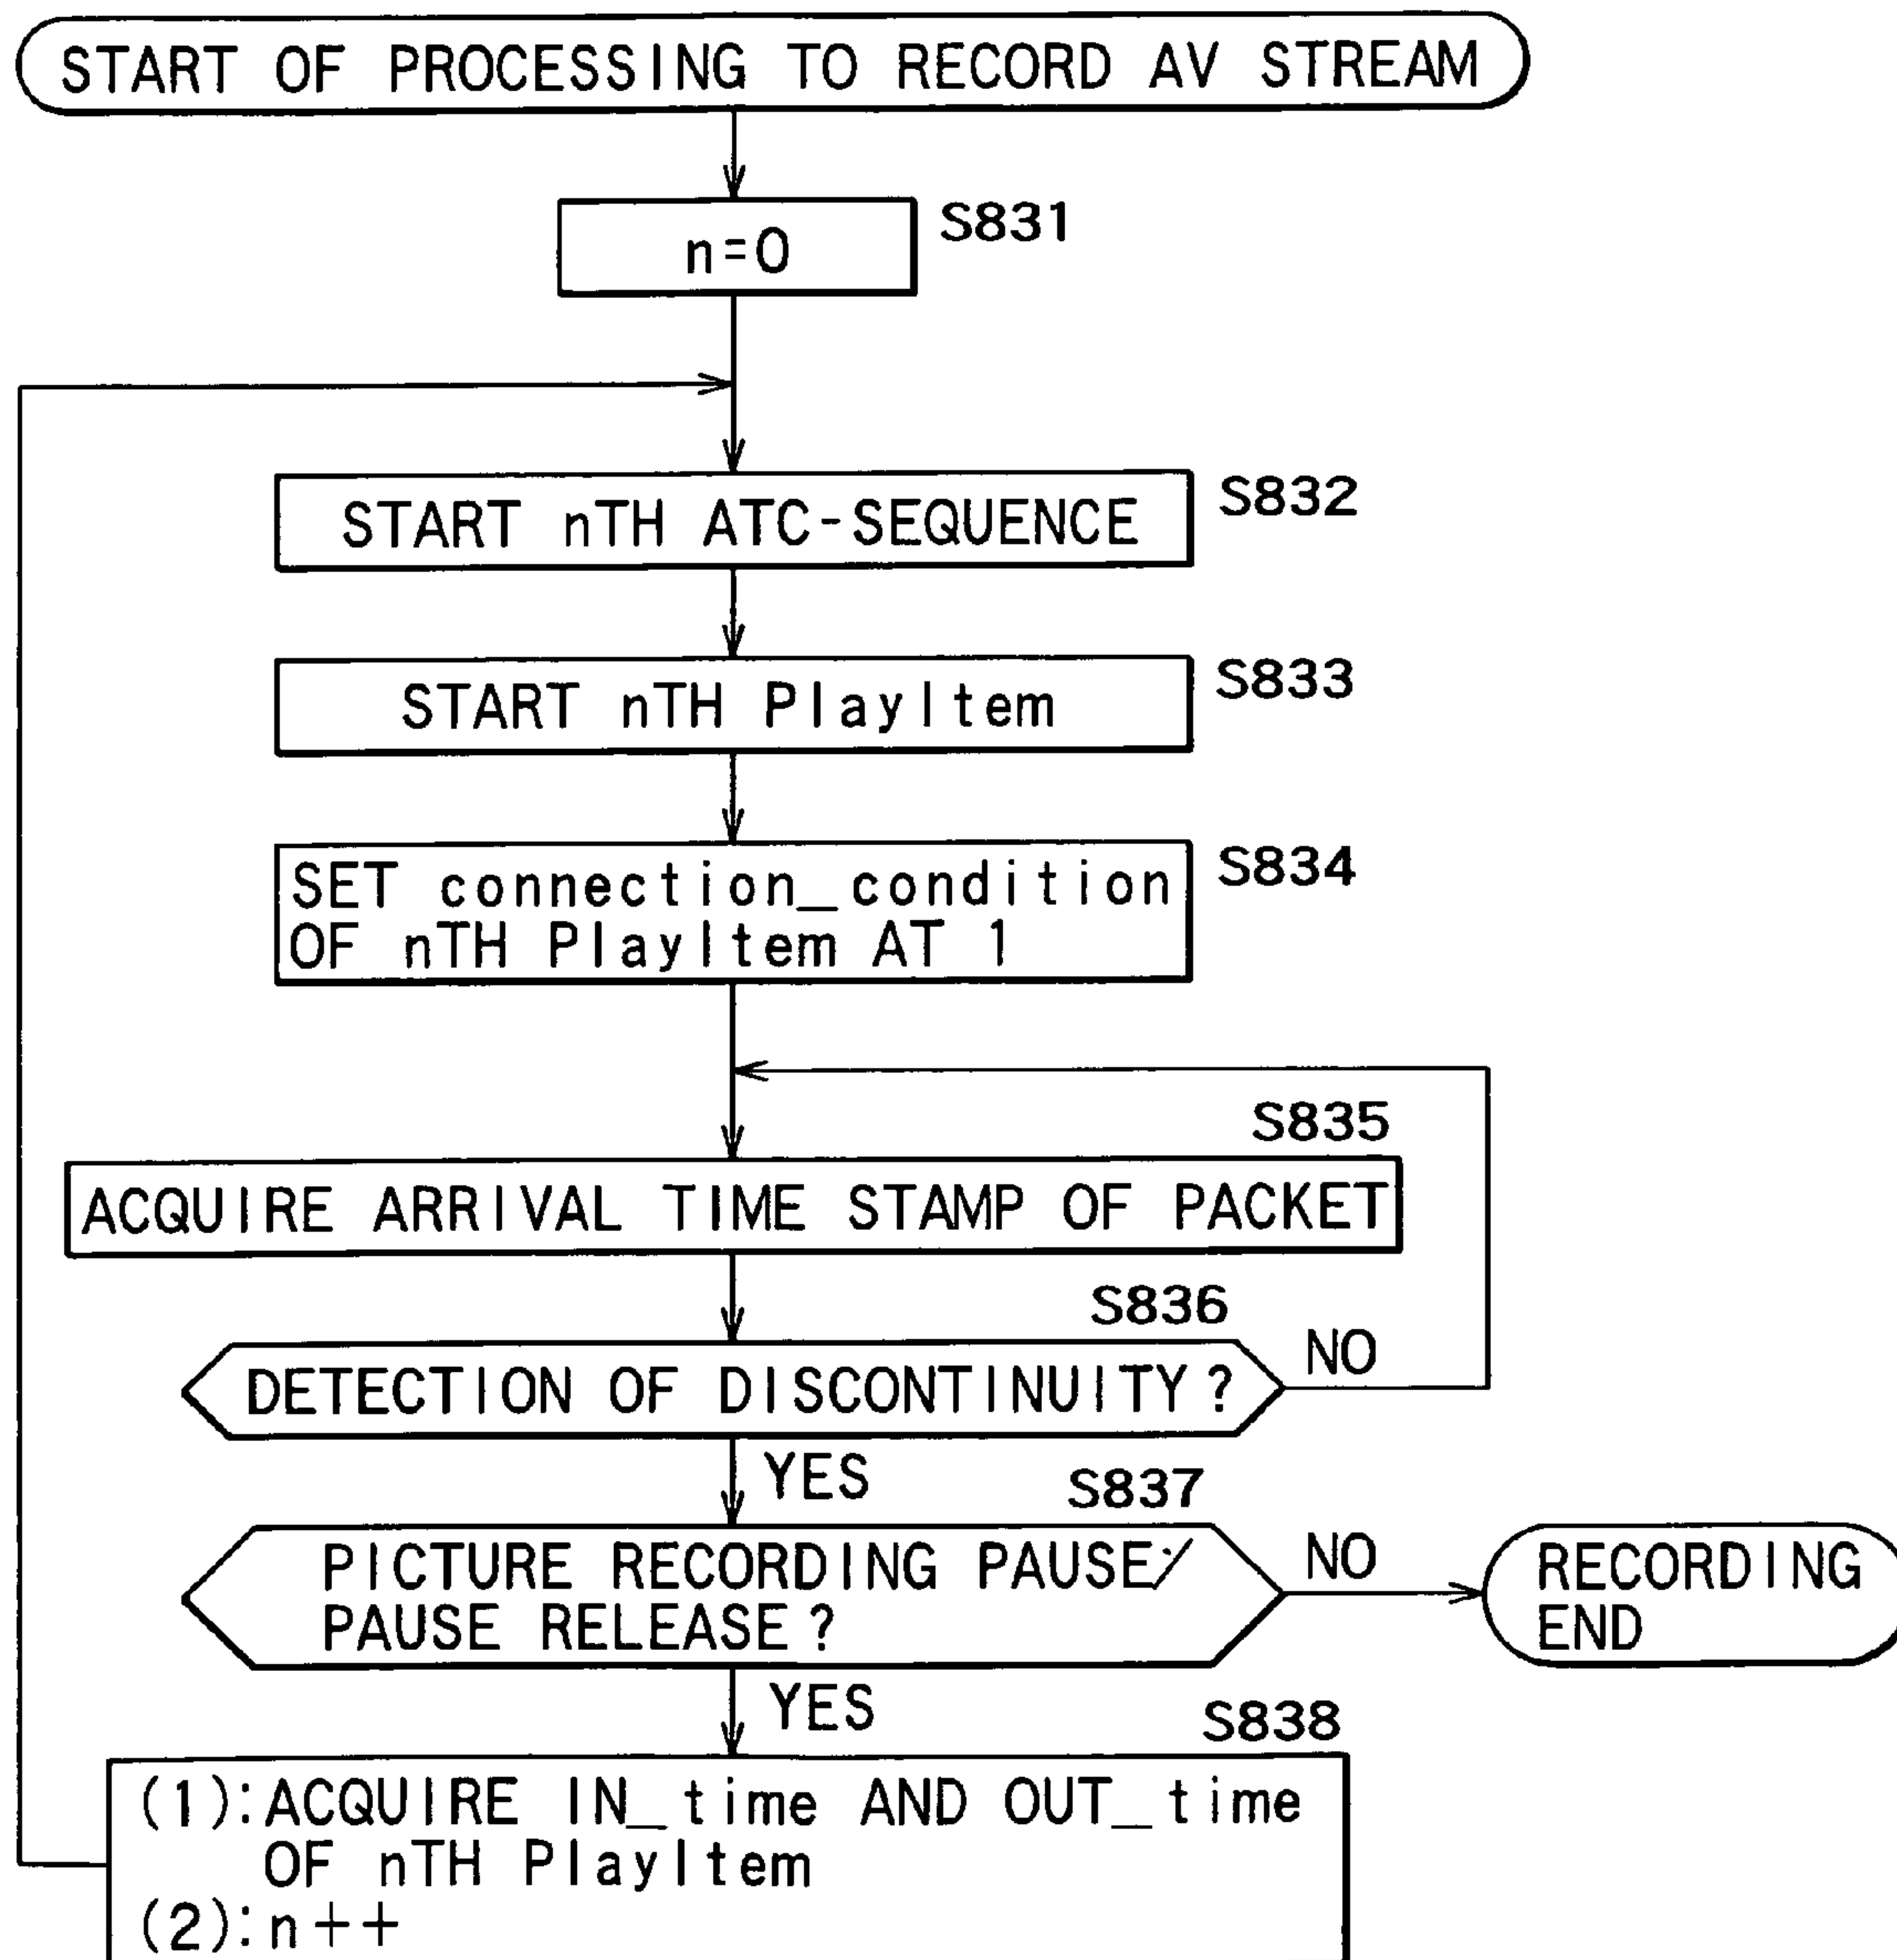 START OF PROCESSING TO RECORD AV STREAM
n=0
S831
START nTH ATC-SEQUENCE
S832
START nTH PlayItem
S833
SET connection_condition
OF nTH PlayItem AT 1
S834
S835
ACQUIRE ARRIVAL TIME STAMP OF PACKET
S836
DETECTION OF DISCONTINUITY?
NO
YES
S837
PICTURE RECORDING PAUSE/
PAUSE RELEASE?
NO
RECORDING
END
YES
S838
(1):ACQUIRE IN_time AND OUT_time
OF nTH PlayItem
(2):n++